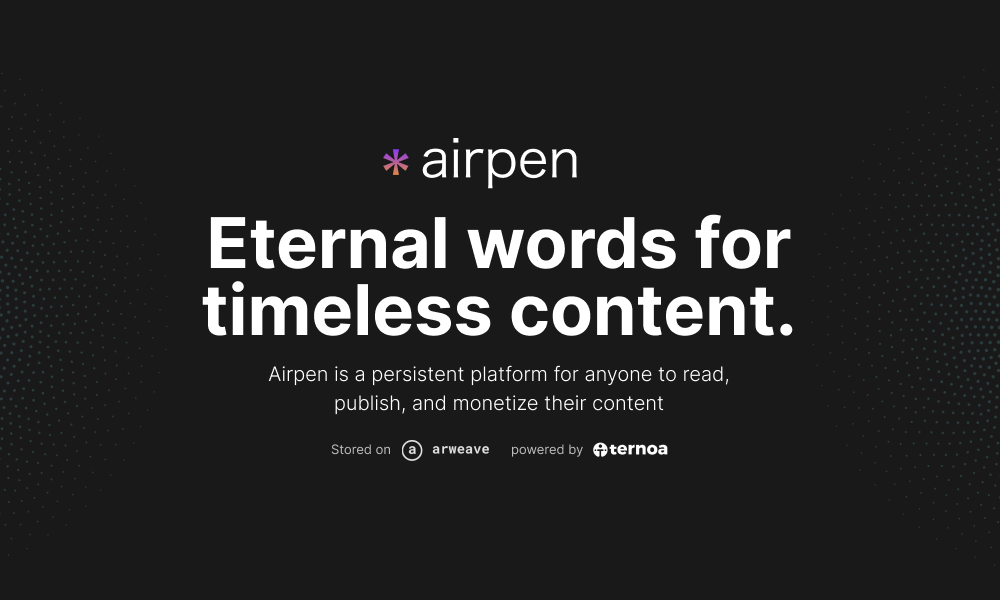 * airpen
Eternal words for
timeless content.
Airpen is a persistent platform for anyone to read,
publish, and monetize their content
Stored on a arweave powered by ternoa